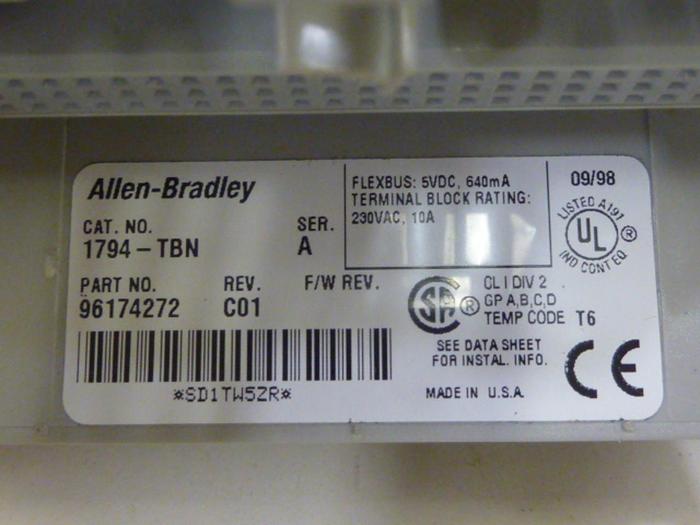 Allen-Bradley
CAT. NO. SER.
1794-TBN A
PART NO. REV. F/W REV.
96174272 C01
*SD1TW5ZR*
FLEXBUS: 5VDC, 640mA
TERMINAL BLOCK RATING:
230VAC, 10A
09/98
LISTED A191
UL ®
IND CONT EQ
SA ®
CL I DIV 2
GP A,B,C,D
TEMP CODE T6
SEE DATA SHEET
FOR INSTAL. INFO.
MADE IN U.S.A.
CE